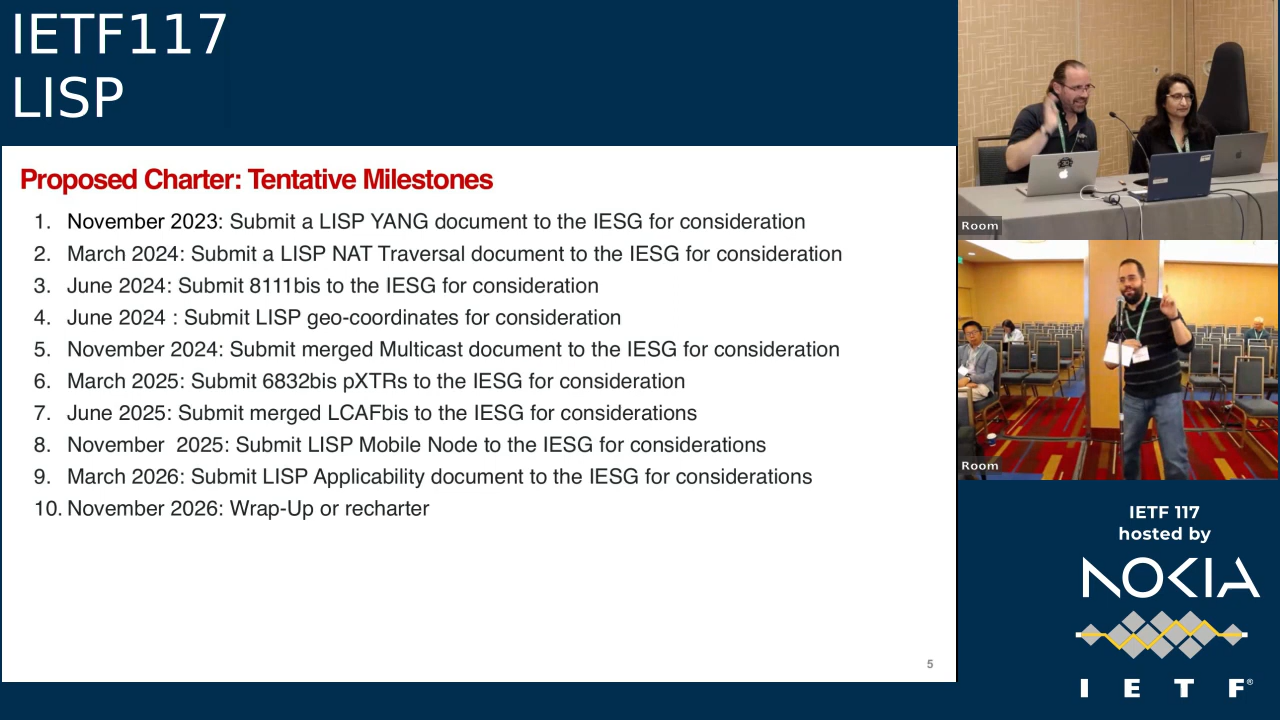 IETF117
LISP
Proposed Charter: Tentative Milestones
1. November 2023: Submit a LISP YANG document to the IESG for consideration
2. March 2024: Submit a LISP NAT Traversal document to the IESG for consideration
3. June 2024: Submit 8111bis to the IESG for consideration
4. June 2024 : Submit LISP geo-coordinates for consideration
5. November 2024: Submit merged Multicast document to the IESG for consideration
6. March 2025: Submit 6832bis pXTRs to the IESG for consideration
7. June 2025: Submit merged LCAFbis to the IESG for considerations
8. November  2025: Submit LISP Mobile Node to the IESG for considerations
9. March 2026: Submit LISP Applicability document to the IESG for considerations
10. November 2026: Wrap-Up or recharter
5
Room
Room
IETF 117
hosted by
NOKIA
I E T F®